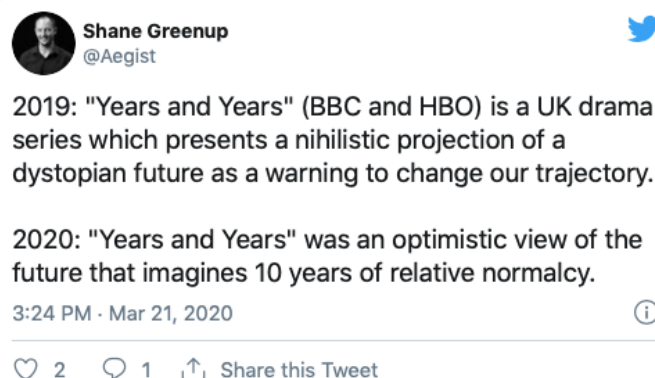 Shane Greenup
@Aegist
2019: "Years and Years" (BBC and HBO) is a UK drama
series which presents a nihilistic projection of a
dystopian future as a warning to change our trajectory.
2020: "Years and Years" was an optimistic view of the
future that imagines 10 years of relative normalcy.
3:24 PM · Mar 21, 2020
2 1 Share this Tweet